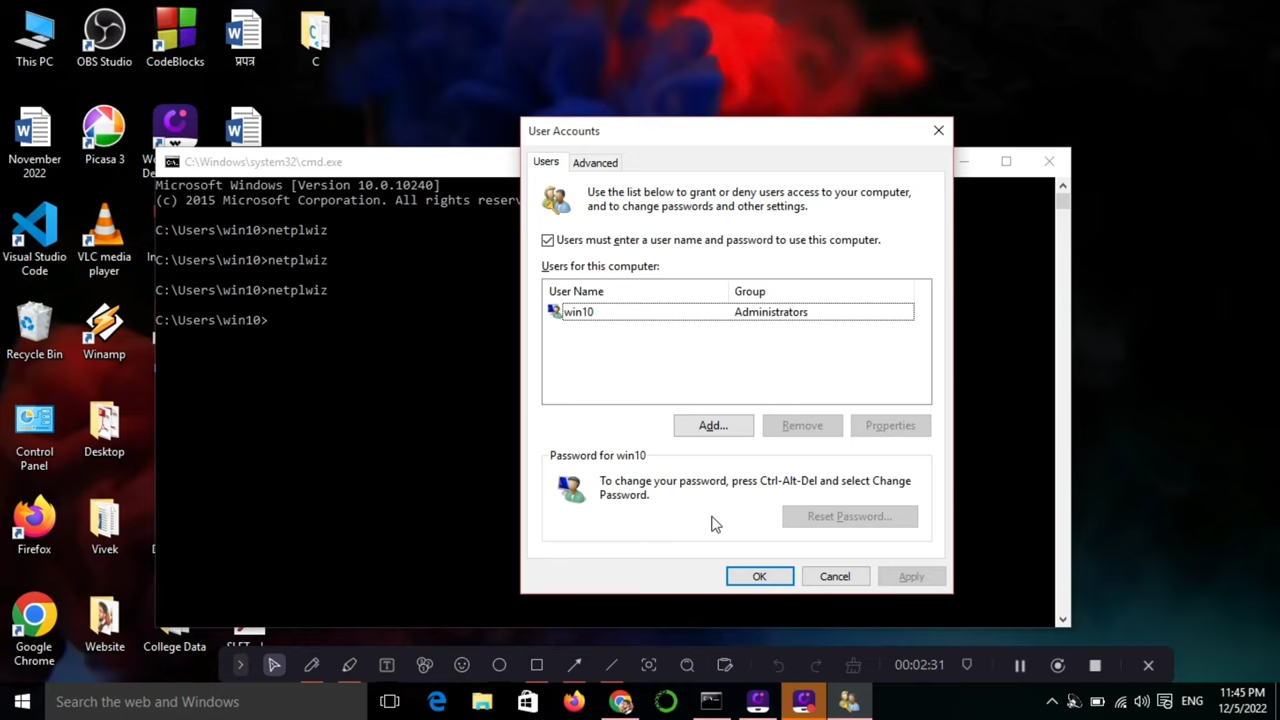 This PC
OBS Studio
CodeBlocks
प्रपत्र
C
November
2022
Picasa 3
Visual Studio
Code
VLC media
player
Recycle Bin
Winamp
Control
Panel
Desktop
Firefox
Vivek
Google
Chrome
Website
College Data
C:\Windows\system32\cmd.exe
Microsoft Windows [Version 10.0.10240]
(c) 2015 Microsoft Corporation. All rights
C:\Users\win10>netplwiz
C:\Users\win10>netplwiz
C:\Users\win10>netplwiz
C:\Users\win10>
User Accounts
Users
Advanced
Use the list below to grant or deny users access to your computer,
and to change passwords and other settings.
Users must enter a user name and password to use this computer.
Users for this computer:
User Name
Group
win10
Administrators
Add...
Remove
Properties
Password for win10
To change your password, press Ctrl-Alt-Del and select Change
Password.
Reset Password...
OK
Cancel
Apply
00:02:31
Search the web and Windows
ENG
11:45 PM
12/5/2022